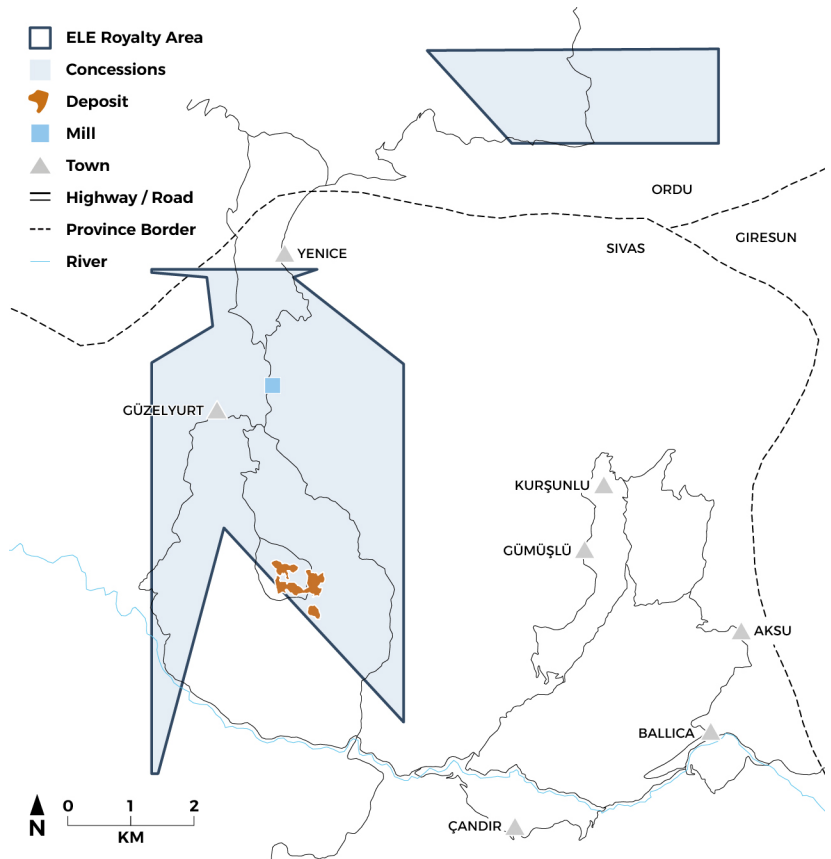 ELE Royalty Area
Concessions
Deposit
Mill
Town
Highway / Road
Province Border
River
ORDU
SIVAS
GIRESUN
YENICE
GÜZELYURT
KURŞUNLU
GÜMÜŞLÜ
AKSU
BALLICA
ÇANDIR
0 1 2
KM
N